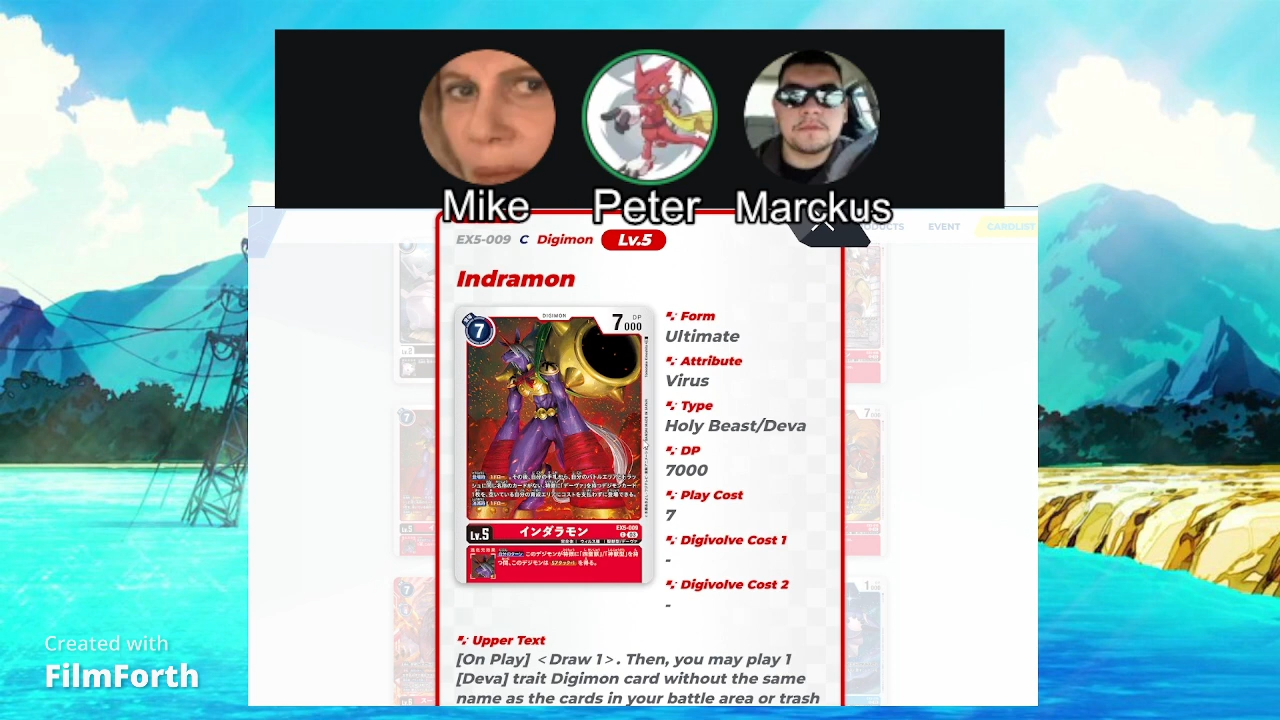 Mike Peter Marckus
EVENT CARDLIST
EX5-009 C Digimon Lv.5
Indramon
DIGIMON
7
7000 DP
Form
Ultimate
Attribute
Virus
Type
Holy Beast/Deva
DP
7000
Play Cost
7
Digivolve Cost 1
-
Digivolve Cost 2
-
Lv.5 インダラモン EX5-009
Upper Text
[On Play] ＜Draw 1＞. Then, you may play 1
[Deva] trait Digimon card without the same
name as the cards in your battle area or trash
Created with
FilmForth